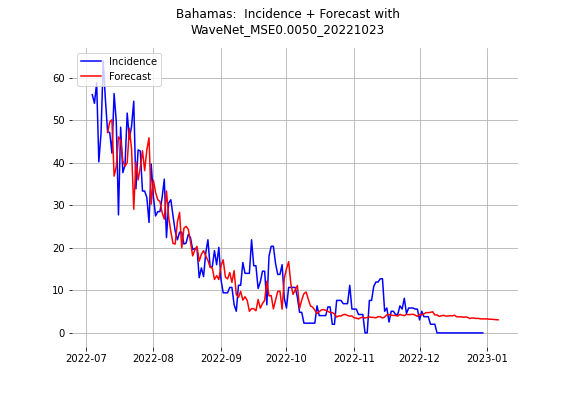 Bahamas:  Incidence + Forecast with
WaveNet_MSE0.0050_20221023
Incidence
Forecast
60
50
40
30
20
10
0
2022-07 2022-08 2022-09 2022-10 2022-11 2022-12 2023-01